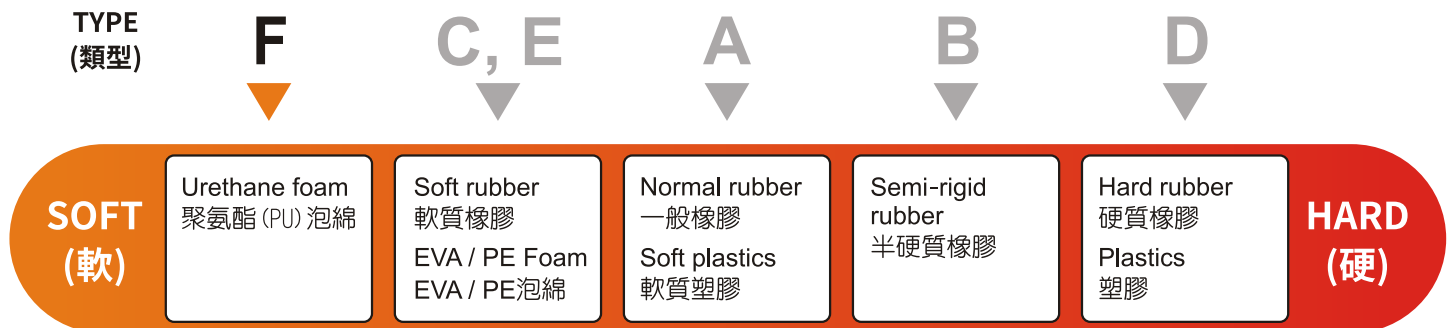 TYPE
(類型)
F
C, E
A
B
D
SOFT
(軟)
Urethane foam
聚氨酯(PU)泡綿
Soft rubber
軟質橡膠
EVA / PE Foam
EVA / PE泡綿
Normal rubber
一般橡膠
Soft plastics
軟質塑膠
Semi-rigid
rubber
半硬質橡膠
Hard rubber
硬質橡膠
Plastics
塑膠
HARD
(硬)